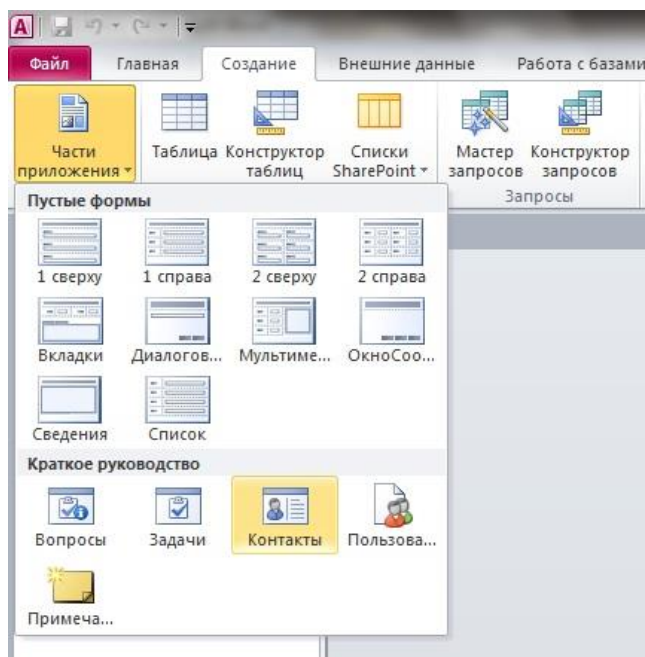 A
Файл Главная Создание Внешние данные Работа с базами
Части приложения Таблица Конструктор таблиц Списки SharePoint Мастер запросов Конструктор запросов
Запросы
Пустые формы
1 сверху 1 справа 2 сверху 2 справа
Вкладки Диалогов... Мультиме... ОкноСоо...
Сведения Список
Краткое руководство
Вопросы Задачи Контакты Пользова...
Примеча...